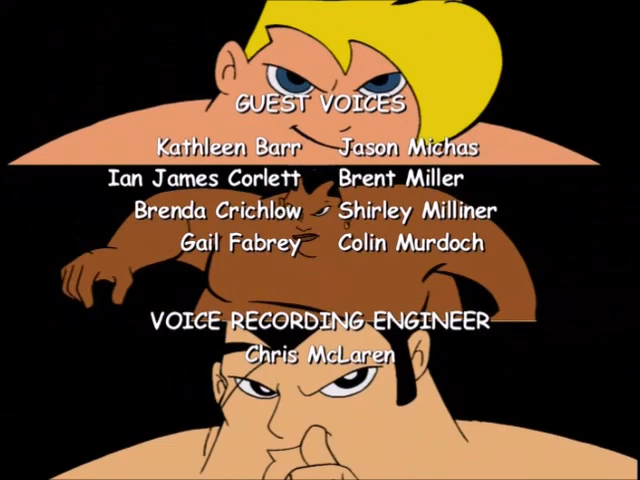 GUEST VOICES
Kathleen Barr Jason Michas
Ian James Corlett Brent Miller
Brenda Crichlow Shirley Milliner
Gail Fabrey Colin Murdoch
VOICE RECORDING ENGINEER
Chris McLaren